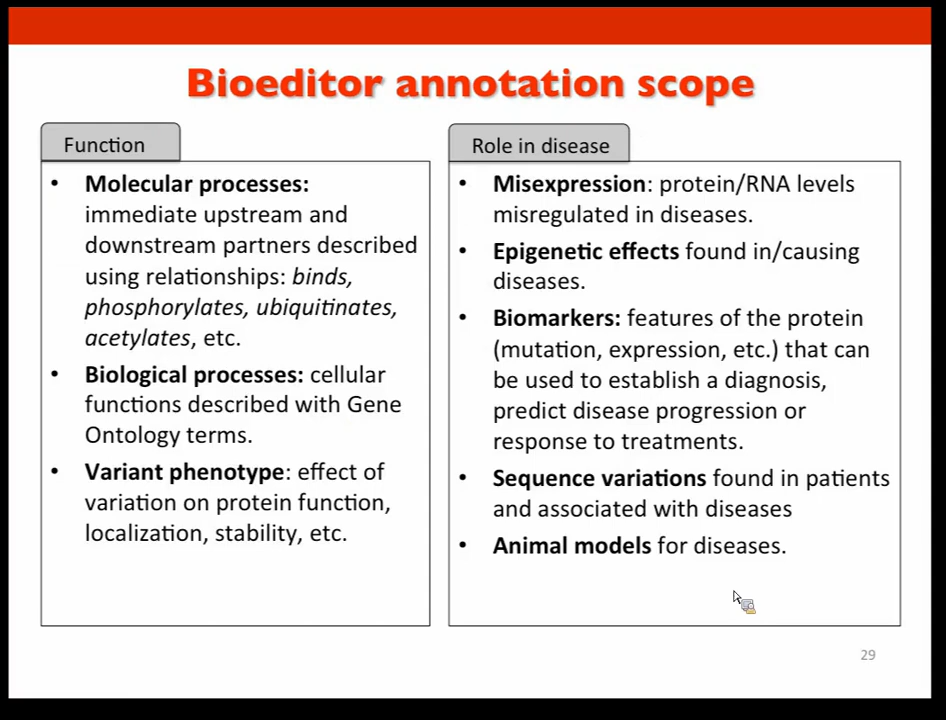 Bioeditor annotation scope
Function
• Molecular processes:
immediate upstream and
downstream partners described
using relationships: binds,
phosphorylates, ubiquitinates,
acetylates, etc.
• Biological processes: cellular
functions described with Gene
Ontology terms.
• Variant phenotype: effect of
variation on protein function,
localization, stability, etc.
Role in disease
• Misexpression: protein/RNA levels
misregulated in diseases.
• Epigenetic effects found in/causing
diseases.
• Biomarkers: features of the protein
(mutation, expression, etc.) that can
be used to establish a diagnosis,
predict disease progression or
response to treatments.
• Sequence variations found in patients
and associated with diseases
• Animal models for diseases.
29